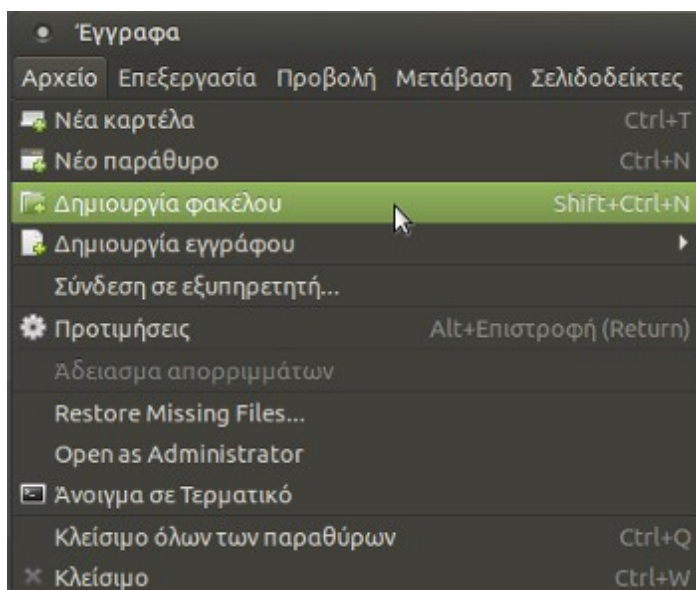 Έγγραφα
Αρχείο Επεξεργασία Προβολή Μετάβαση Σελιδοδείκτες
Νέα καρτέλα Ctrl+T
Νέο παράθυρο Ctrl+N
Δημιουργία φακέλου Shift+Ctrl+N
Δημιουργία εγγράφου
Σύνδεση σε εξυπηρετητή...
Προτιμήσεις Alt+Επιστροφή (Return)
Άδειασμα απορριμμάτων
Restore Missing Files...
Open as Administrator
Άνοιγμα σε Τερματικό
Κλείσιμο όλων των παραθύρων Ctrl+Q
Κλείσιμο Ctrl+W